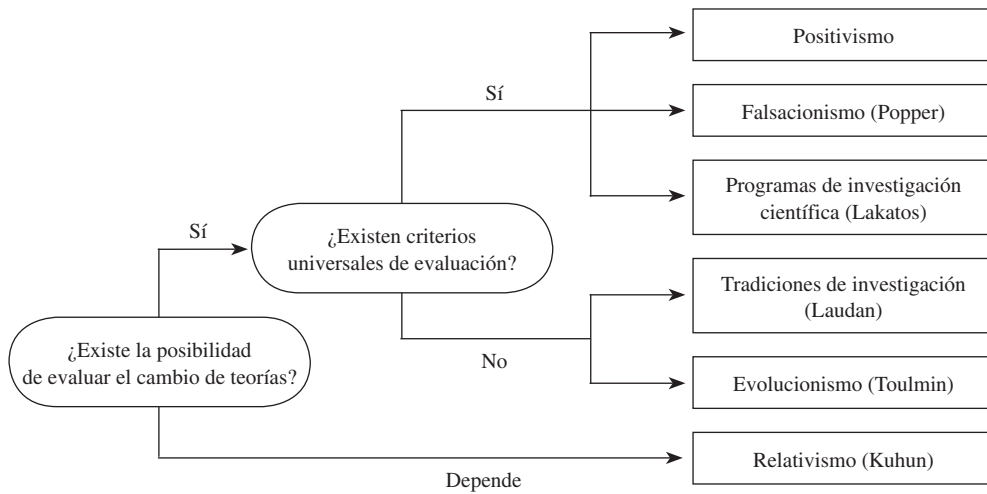 Positivismo
Sí
Falsacionismo (Popper)
Programas de investigación
científica (Lakatos)
Sí
¿Existen criterios
universales de evaluación?
Tradiciones de investigación
(Laudan)
¿Existe la posibilidad
de evaluar el cambio de teorías?
No
Evolucionismo (Toulmin)
Relativismo (Kuhun)
Depende